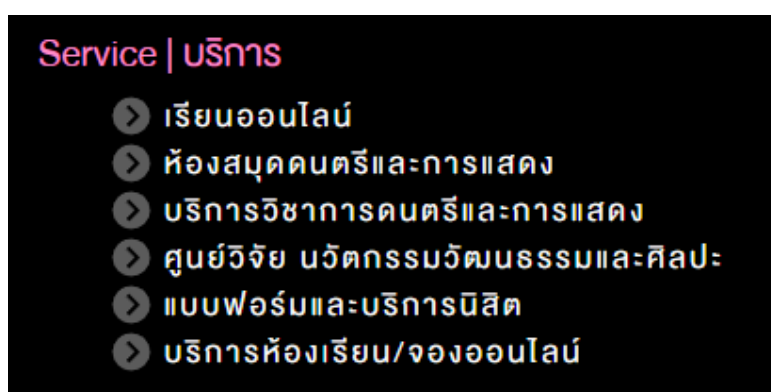 Service | บริการ
เรียนออนไลน์
ห้องสมุดดนตรีและการแสดง
บริการวิชาการดนตรีและการแสดง
ศูนย์วิจัย นวัตกรรมวัฒนธรรมและศิลปะ
แบบฟอร์มและบริการนิสิต
บริการห้องเรียน/จองออนไลน์